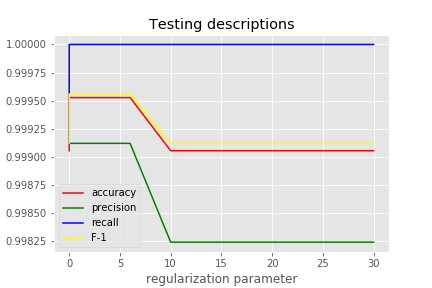 Testing descriptions
1.00000
0.99975
0.99950
0.99925
0.99900
0.99875
0.99850
0.99825
accuracy
precision
recall
F-1
0 5 10 15 20 25 30
regularization parameter